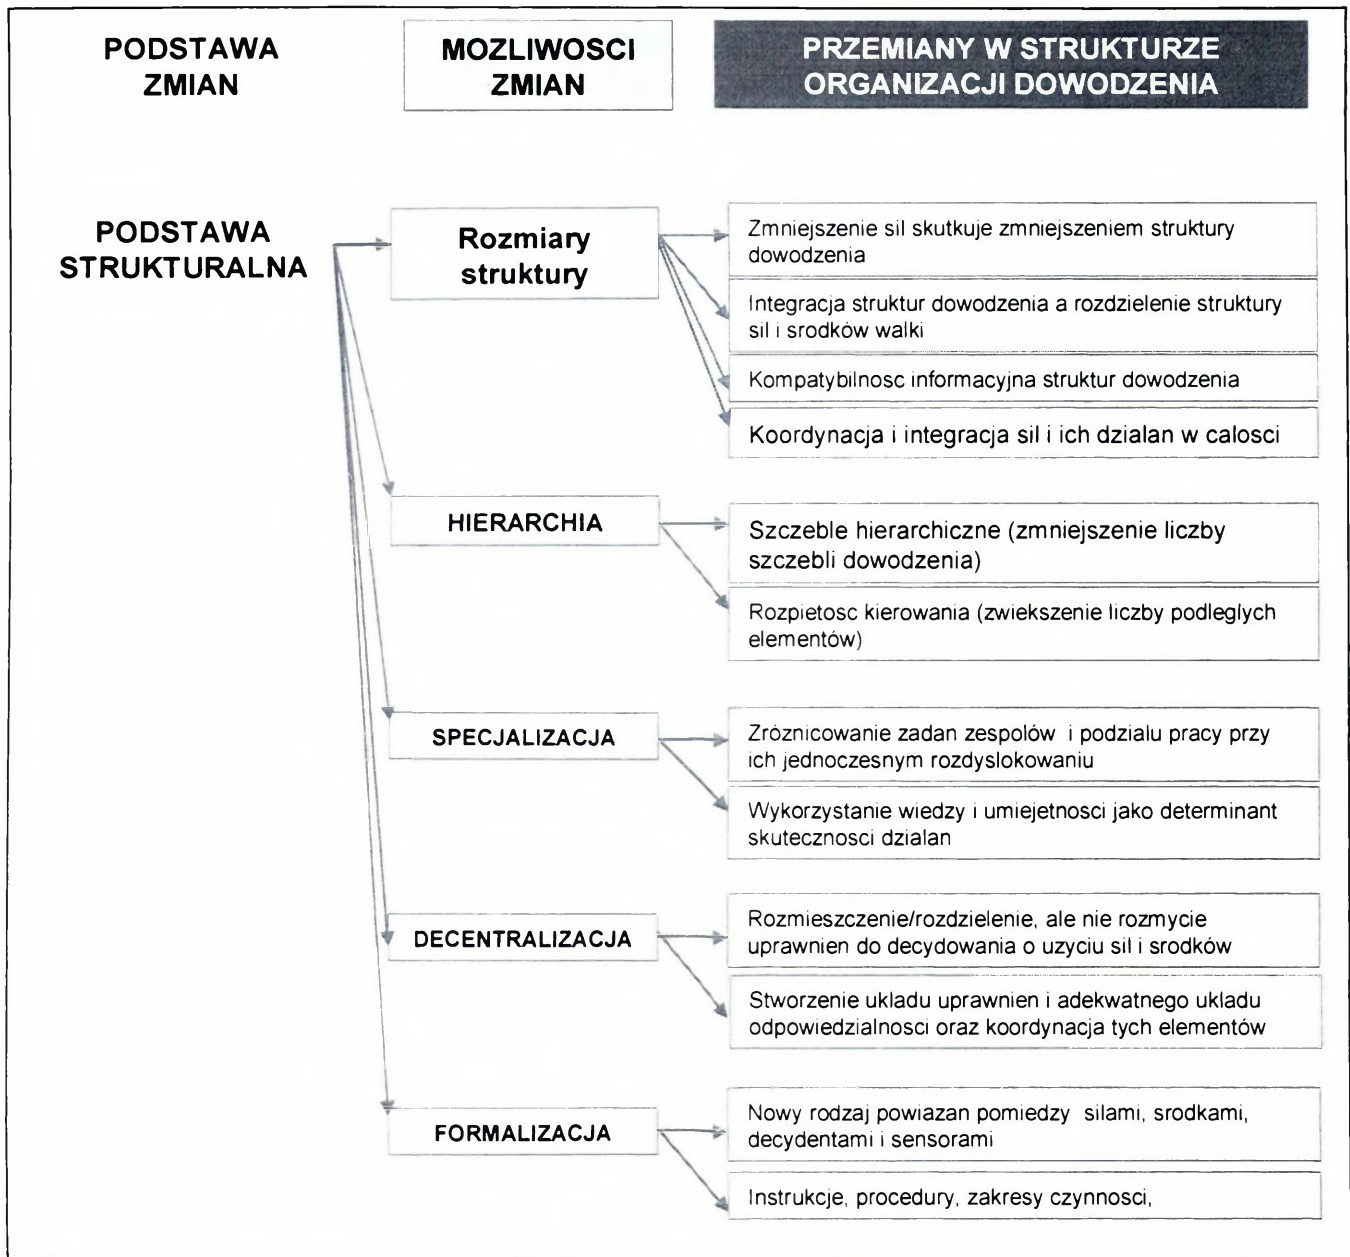 PODSTAWA
ZMIAN
MOZLIWOSCI
ZMIAN
PRZEMIANY W STRUKTURZE
ORGANIZACJI DOWODZENIA
PODSTAWA
STRUKTURALNA
Rozmiary
struktury
Zmniejszenie sil skutkuje zmniejszeniem struktury
dowodzenia
Integracja struktur dowodzenia a rozdzielenie struktury
sil i srodków walki
Kompatybilnosc informacyjna struktur dowodzenia
Koordynacja i integracja sil i ich dzialan w calosci
HIERARCHIA
Szczeble hierarchiczne (zmniejszenie liczby
szczebli dowodzenia)
Rozpietosc kierowania (zwiekszenie liczby podleglych
elementów)
SPECJALIZACJA
Zróznicowanie zadan zespolów i podzialu pracy przy
ich jednoczesnym rozdyslokowaniu
Wykorzystanie wiedzy i umiejetnosci jako determinant
skutecznosci dzialan
DECENTRALIZACJA
Rozmieszczenie/rozdzielenie, ale nie rozmycie
uprawnien do decydowania o uzyciu sil i srodków
Stworzenie ukladu uprawnien i adekwatnego ukladu
odpowiedzialnosci oraz koordynacja tych elementów
FORMALIZACJA
Nowy rodzaj powiazan pomiedzy silami, srodkami,
decydentami i sensorami
Instrukcje, procedury, zakresy czynnosci,